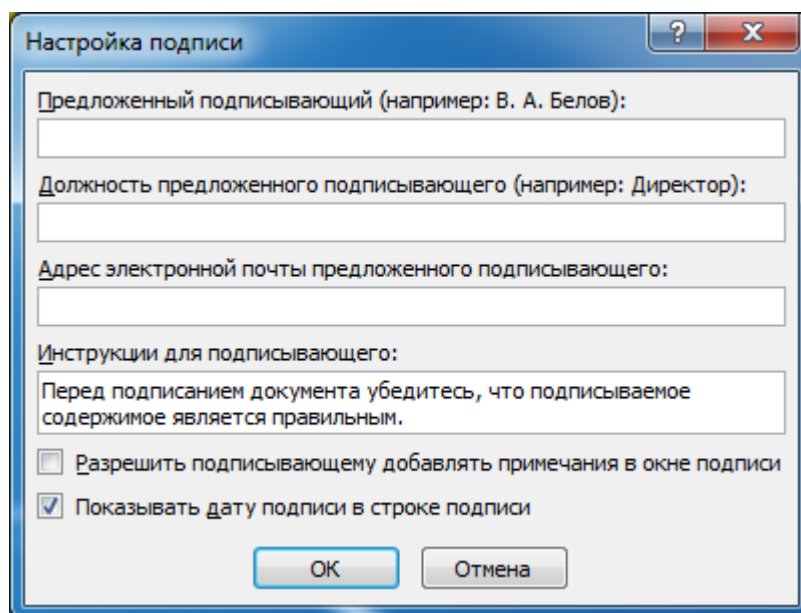 Настройка подписи
Предложенный подписывающий (например: В. А. Белов):
Должность предложенного подписывающего (например: Директор):
Адрес электронной почты предложенного подписывающего:
Инструкции для подписывающего:
Перед подписанием документа убедитесь, что подписываемое
содержимое является правильным.
Разрешить подписывающему добавлять примечания в окне подписи
Показывать дату подписи в строке подписи
ОК Отмена